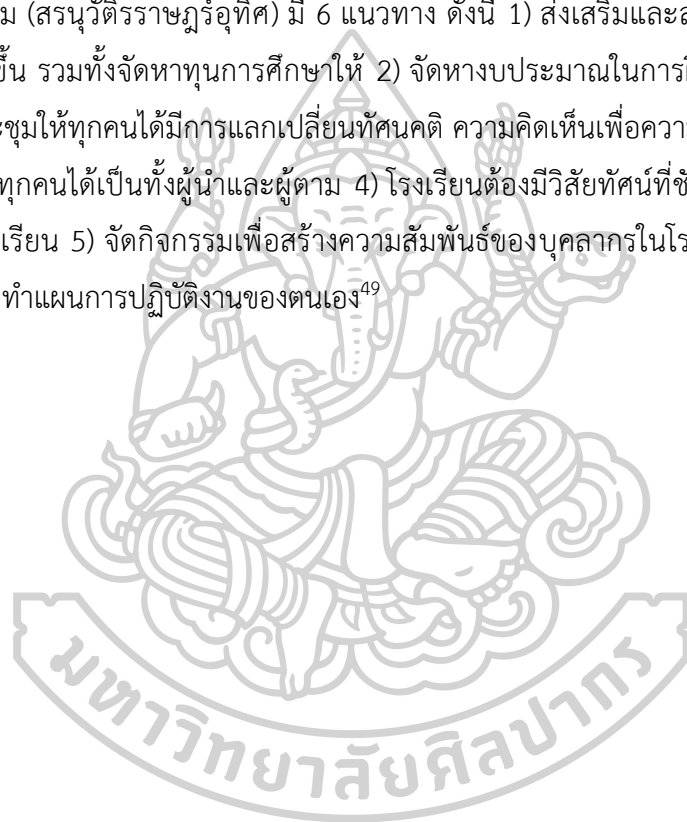 ม (สรนุวัติรราษฎร์อุทิศ) มี 6 แนวทาง ดังนี้ 1) ส่งเสริมและส
ขึ้น รวมทั้งจัดหาทุนการศึกษาให้ 2) จัดหางบประมาณในการ
ะชุมให้ทุกคนได้มีการแลกเปลี่ยนทัศนคติ ความคิดเห็นเพื่อควา
ทุกคนได้เป็นทั้งผู้นำและผู้ตาม 4) โรงเรียนต้องมีวิสัยทัศน์ที่ชั
เรียน 5) จัดกิจกรรมเพื่อสร้างความสัมพันธ์ของบุคลากรในโร
ทำแผนการปฏิบัติงานของตนเอง49
มหาวิทยาลัยศิลปากร